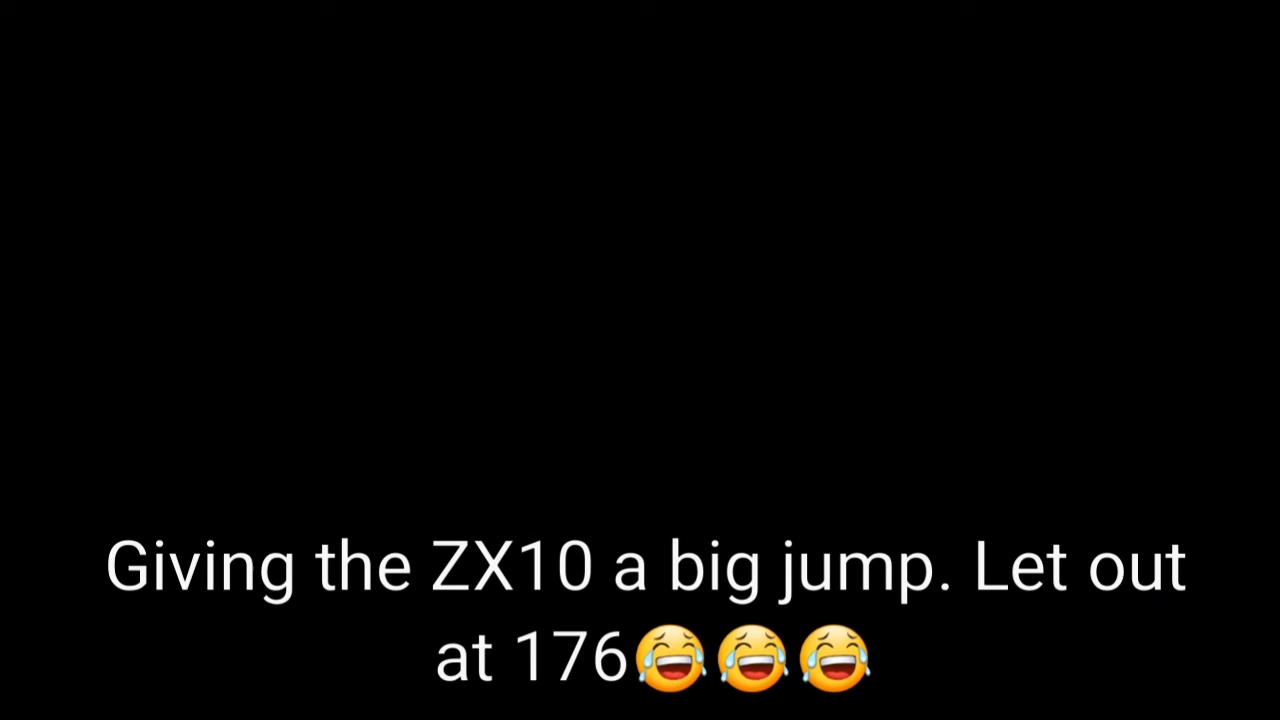 Giving the ZX10 a big jump. Let out
at 176😂😂😂